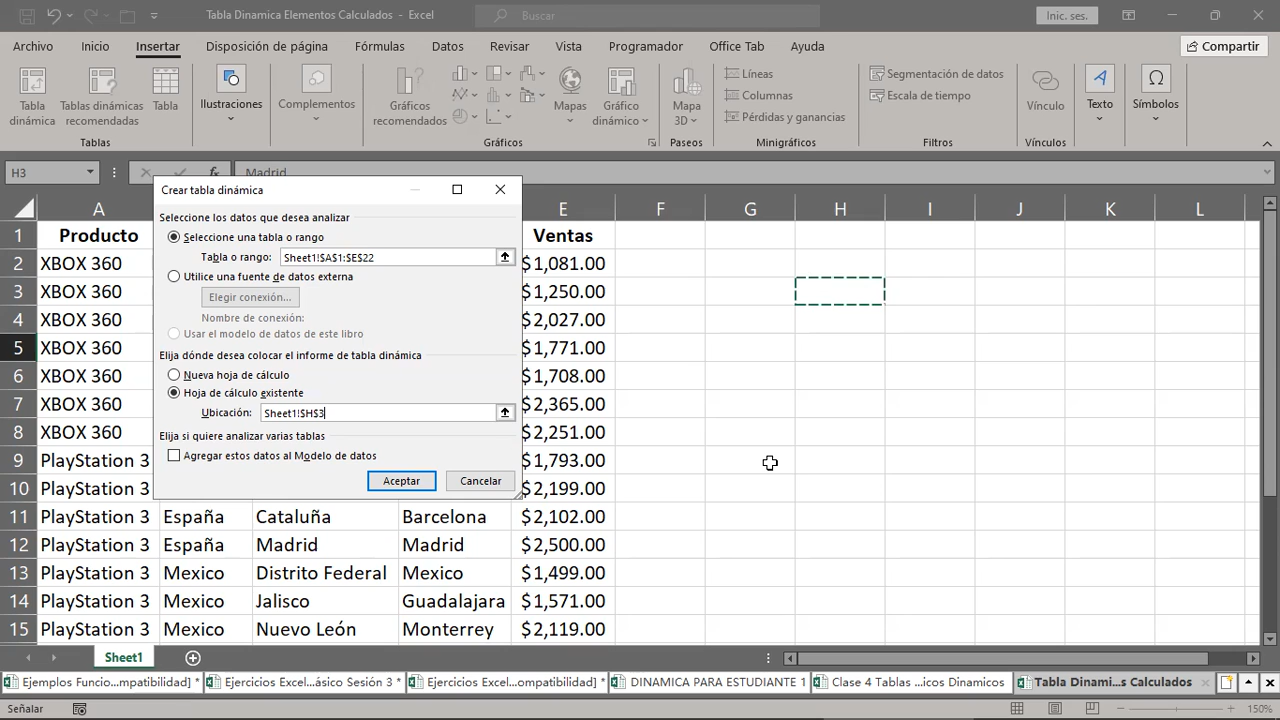 Tabla Dinamica Elementos Calculados - Excel
Buscar
Inic. ses.
Archivo Inicio Insertar Disposición de página Fórmulas Datos Revisar Vista Programador Office Tab Ayuda Compartir
Tabla dinámica
Tablas dinámicas recomendadas
Tabla
Tablas
Ilustraciones
Complementos
Gráficos recomendados
Mapas
Gráfico dinámico
Gráficos
Mapa 3D
Paseos
Líneas
Columnas
Pérdidas y ganancias
Minigráficos
Segmentación de datos
Escala de tiempo
Filtros
Vínculo
Vínculos
Texto
Símbolos
Símbolos
H3 fx Madrid
A E F G H I J K L
1 Producto Ventas
2 XBOX 360 $1,081.00
3 XBOX 360 $1,250.00
4 XBOX 360 $2,027.00
5 XBOX 360 $1,771.00
6 XBOX 360 $1,708.00
7 XBOX 360 $2,365.00
8 XBOX 360 $2,251.00
9 PlayStation 3 $1,793.00
10 PlayStation 3 $2,199.00
11 PlayStation 3 España Cataluña Barcelona $2,102.00
12 PlayStation 3 España Madrid Madrid $2,500.00
13 PlayStation 3 Mexico Distrito Federal Mexico $1,499.00
14 PlayStation 3 Mexico Jalisco Guadalajara $1,571.00
15 PlayStation 3 Mexico Nuevo León Monterrey $2,119.00
Crear tabla dinámica
Seleccione los datos que desea analizar
Seleccione una tabla o rango
Tabla o rango: Sheet1!$A$1:$E$22
Utilice una fuente de datos externa
Elegir conexión...
Nombre de conexión:
Usar el modelo de datos de este libro
Elija dónde desea colocar el informe de tabla dinámica
Nueva hoja de cálculo
Hoja de cálculo existente
Ubicación: Sheet1!$H$3
Elija si quiere analizar varias tablas
Agregar estos datos al Modelo de datos
Aceptar Cancelar
Sheet1
Ejemplos Funcio...mpatibilidad] * Ejercicios Excel...ásico Sesión 3 * Ejercicios Excel...ompatibilidad] * DINAMICA PARA ESTUDIANTE 1 Clase 4 Tablas ...icos Dinamicos Tabla Dinami...s Calculados
Señalar 150%